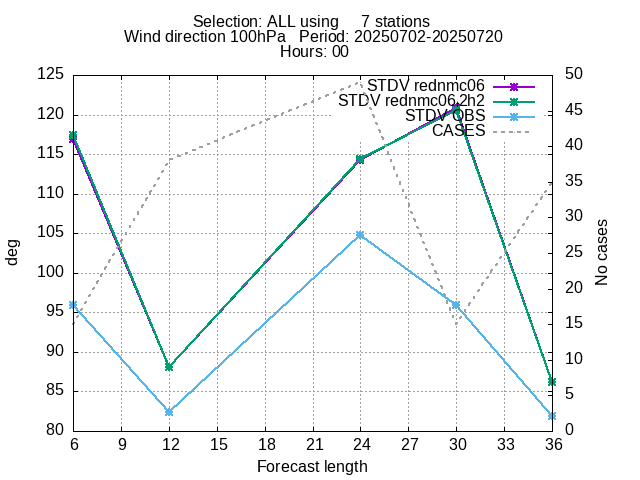 Selection: ALL using 7 stations
Wind direction 100hPa Period: 20250702-20250720
Hours: 00
STDV rednmc06
STDV rednmc06.2h2
STDV OBS
CASES
125
120
115
110
105
100
95
90
85
80
50
45
40
35
30
25
20
15
10
5
0
deg
No cases
6 9 12 15 18 21 24 27 30 33 36
Forecast length